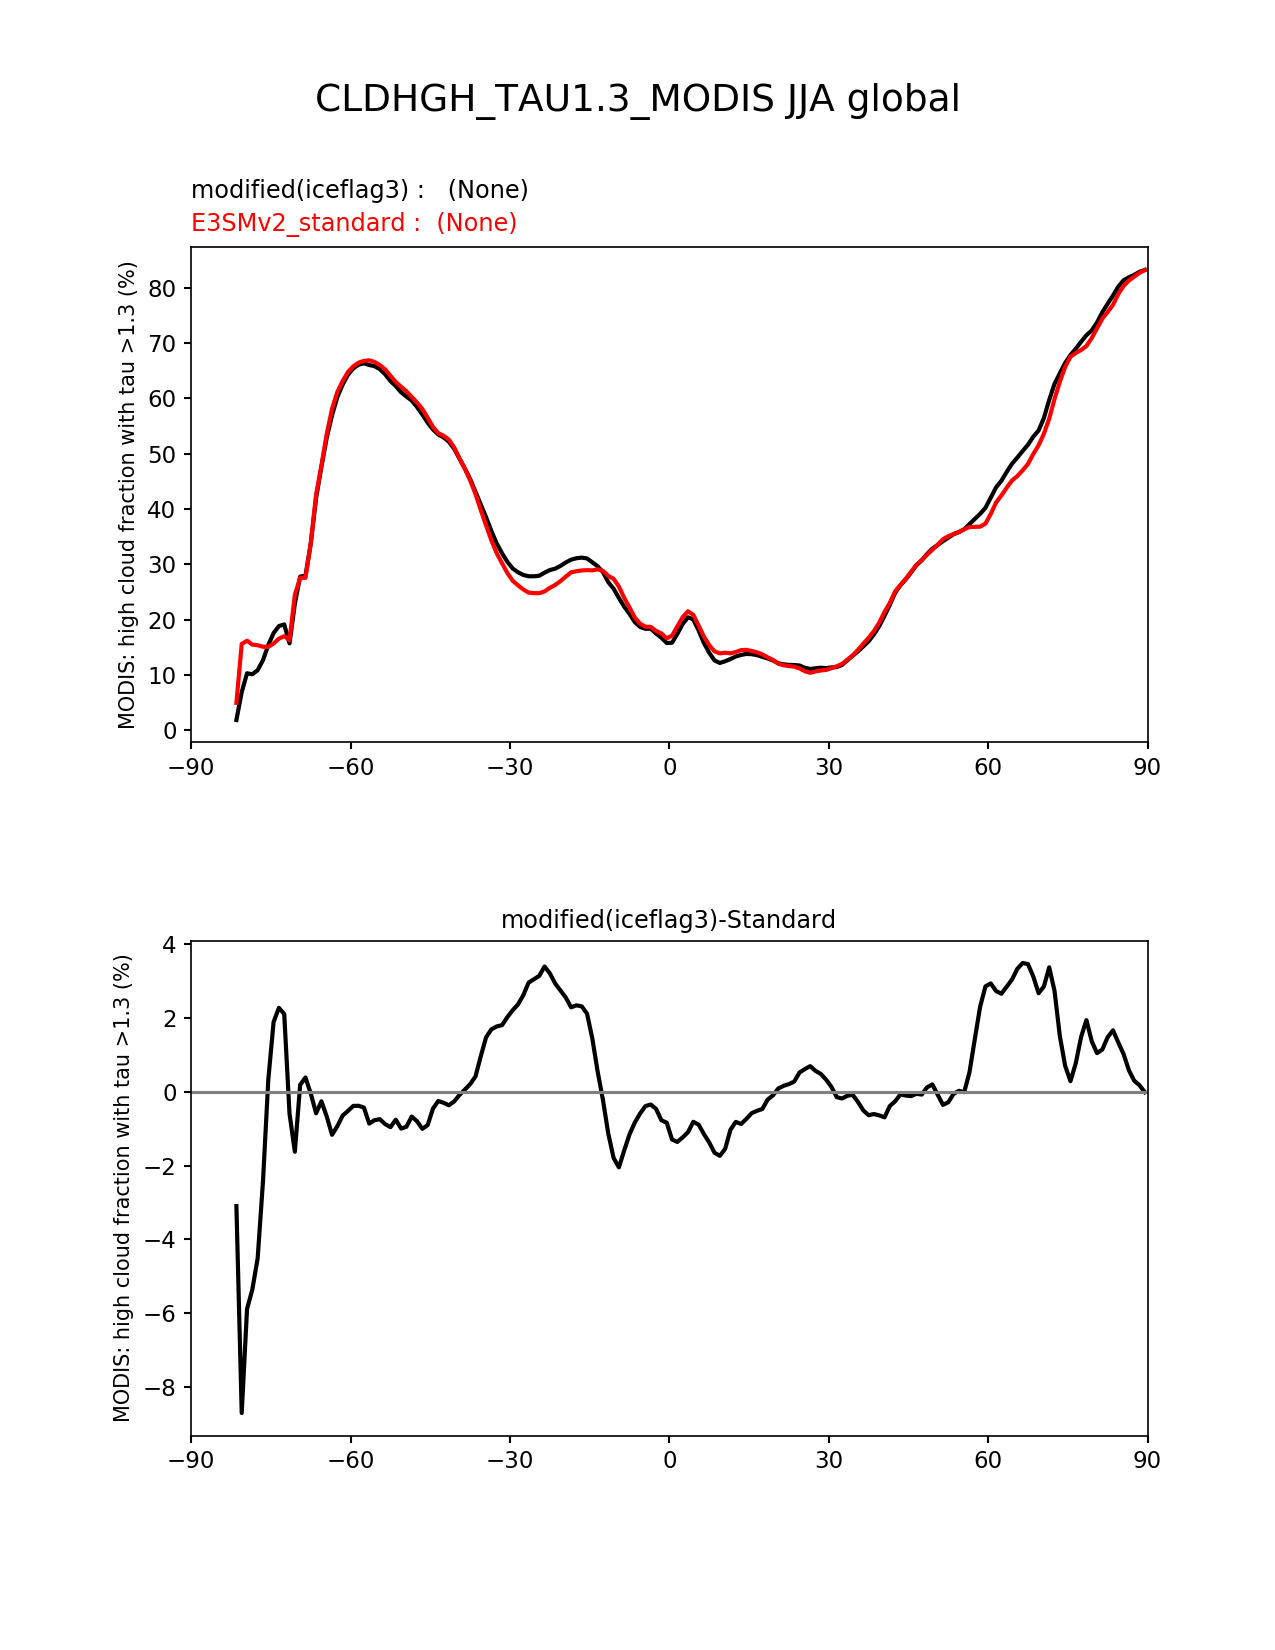 CLDHGH_TAU1.3_MODIS JJA global
modified(iceflag3) :   (None)
E3SMv2_standard :  (None)
MODIS: high cloud fraction with tau >1.3 (%)
80
70
60
50
40
30
20
10
0
−90 −60 −30 0 30 60 90
modified(iceflag3)-Standard
MODIS: high cloud fraction with tau >1.3 (%)
4
2
0
−2
−4
−6
−8
−90 −60 −30 0 30 60 90